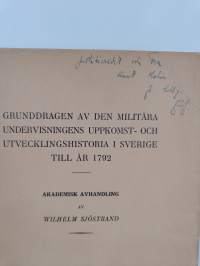 GRUNDDRAGEN AV DEN MILITÄRA
UNDERVISNINGENS UPPKOMST- OCH
UTVECKLINGSHISTORIA I SVERIGE
TILL ÅR 1792
AKADEMISK AVHANDLING
AV
WILHELM SJÖSTRAND